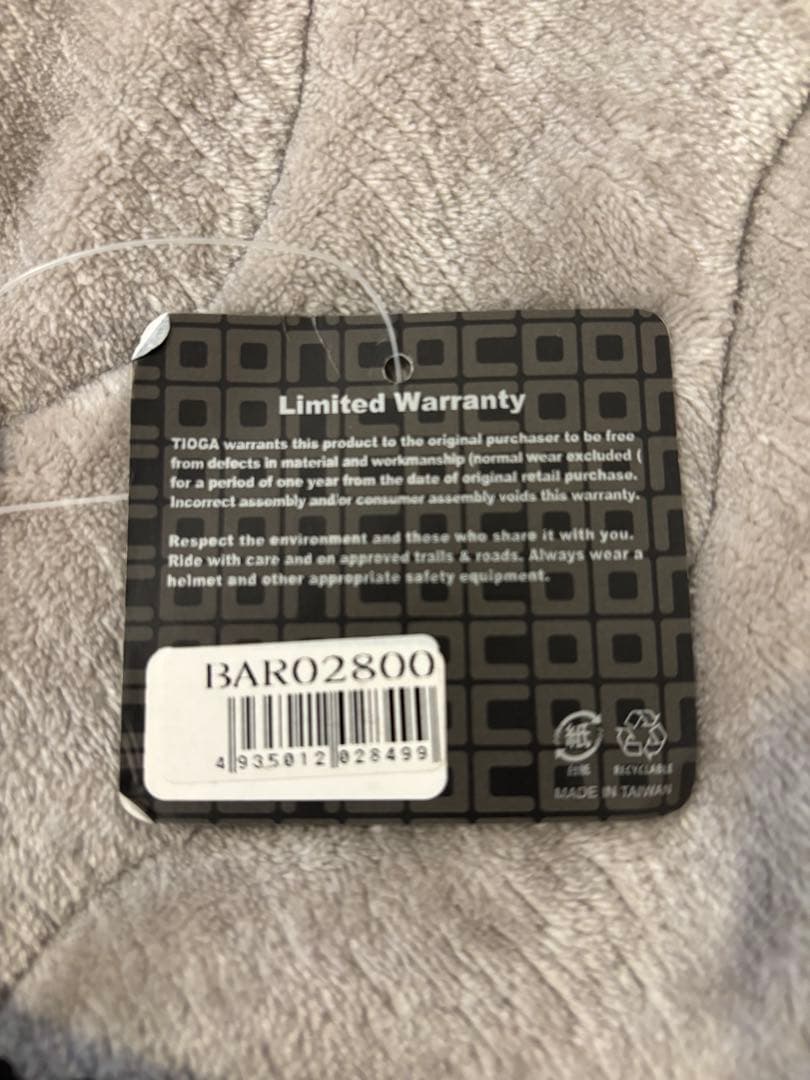 Limited Warranty
TIOGA warrants this product to the original purchaser to be free
from defects in material and workmanship (normal wear excluded (
for a period of one year from the date of original retail purchase.
Incorrect assembly and/or consumer assembly voids this warranty.
Respect the environment and those who share it with you.
Ride with care and on approved trails & roads. Always wear a
helmet and other appropriate safety equipment.
BAR02800
4 935012 028499
紙
RECYCLABLE
MADE IN TAIWAN